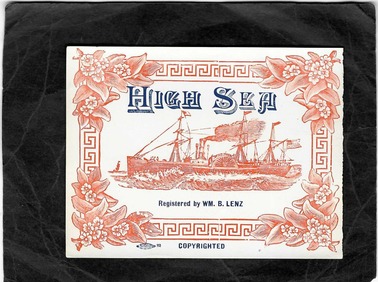 HIGH SEA
Registered by WM. B. LENZ
COPYRIGHTED